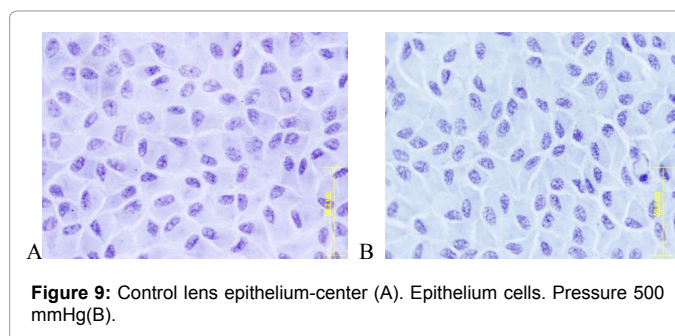 A
B
Figure 9: Control lens epithelium-center (A). Epithelium cells. Pressure 500
mmHg(B).